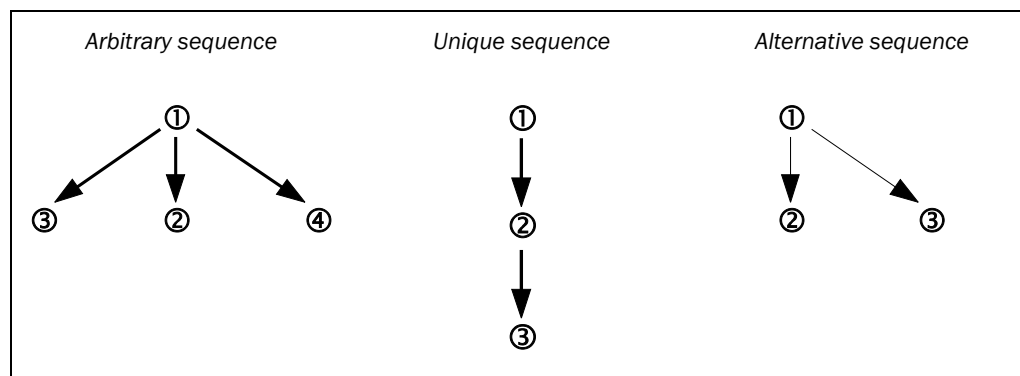 Arbitrary sequence Unique sequence Alternative sequence
① ① ①
③ ② ④ ② ② ③
③